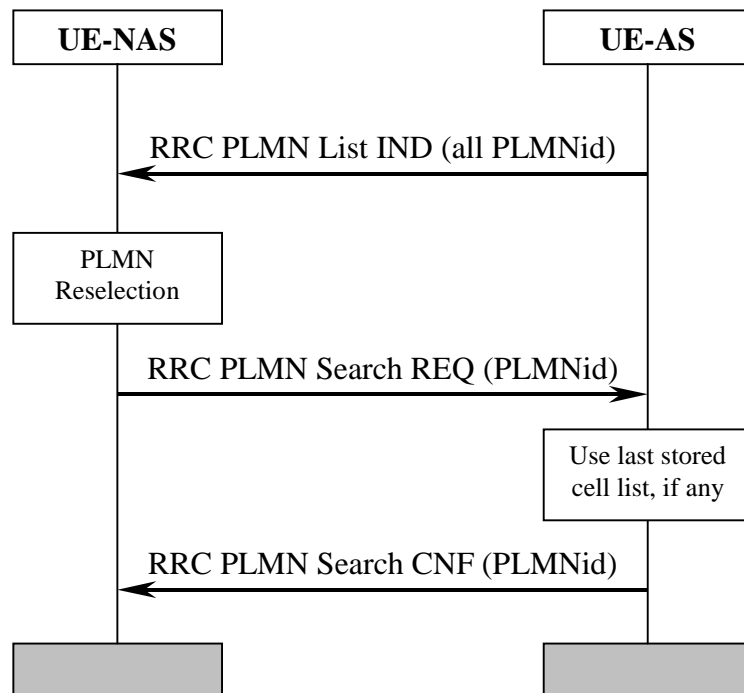 UE-NAS
UE-AS
RRC PLMN List IND (all PLMNid)
PLMN
Reselection
RRC PLMN Search REQ (PLMNid)
Use last stored
cell list, if any
RRC PLMN Search CNF (PLMNid)